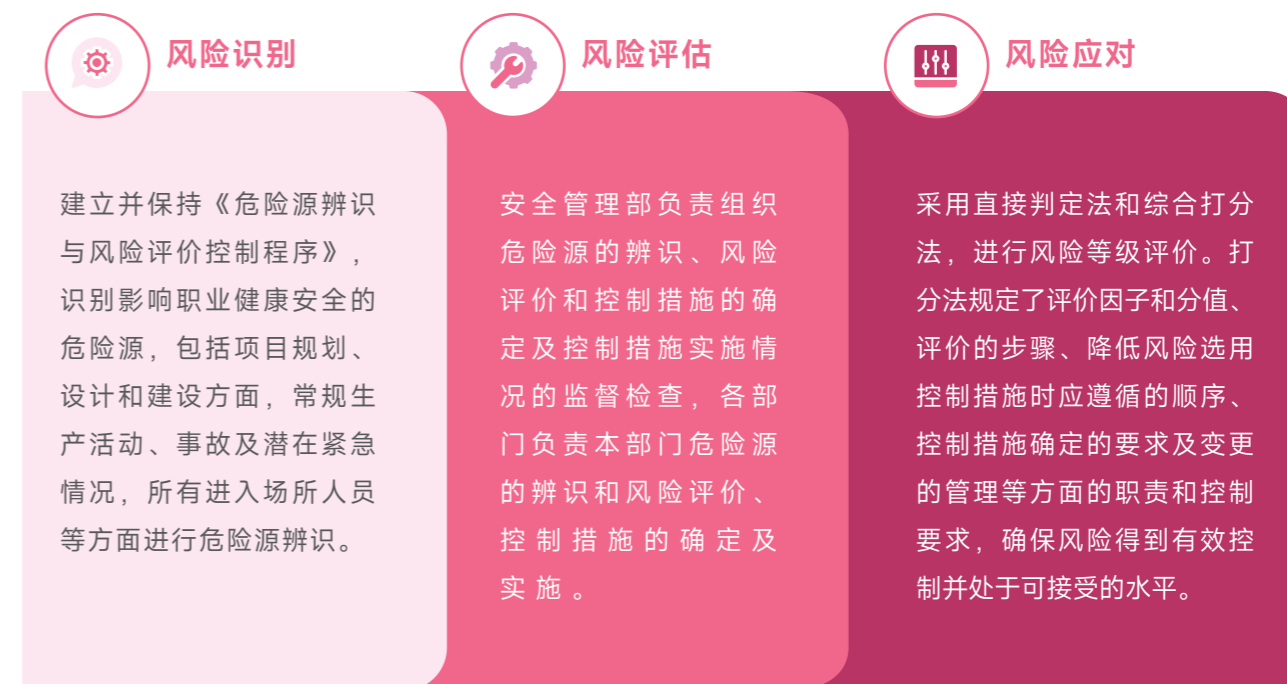 风险识别
建立并保持《危险源辨识
与风险评价控制程序》，
识别影响职业健康安全的
危险源，包括项目规划、
设计和建设方面，常规生
产活动、事故及潜在紧急
情况，所有进入场所人员
等方面进行危险源辨识。
风险评估
安全管理部负责组织
危险源的辨识、风险
评价和控制措施的确
定及控制措施实施情
况的监督检查，各部
门负责本部门危险源
的辨识和风险评价、
控制措施的确定及
实施。
风险应对
采用直接判定法和综合打分
法，进行风险等级评价。打
分法规定了评价因子和分值、
评价的步骤、降低风险选用
控制措施时应遵循的顺序、
控制措施确定的要求及变更
的管理等方面的职责和控制
要求，确保风险得到有效控
制并处于可接受的水平。